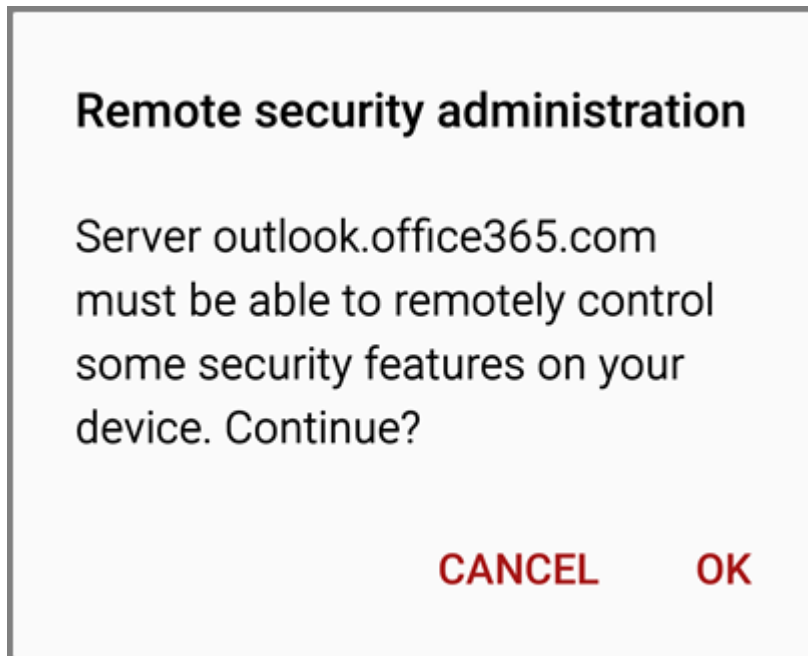 Remote security administration
Server outlook.office365.com
must be able to remotely control
some security features on your
device. Continue?
CANCEL OK